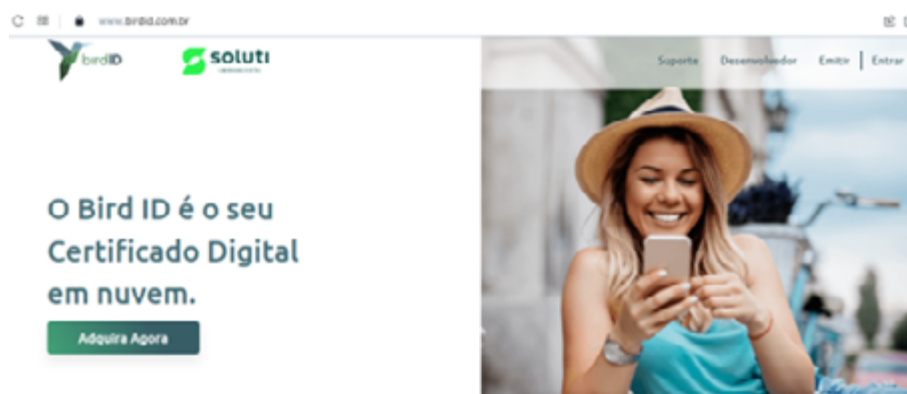 www.birdid.com.br
birdID
soluti
Suporte Desenvolvedor Emitir Entrar
O Bird ID é o seu
Certificado Digital
em nuvem.
Adquira Agora